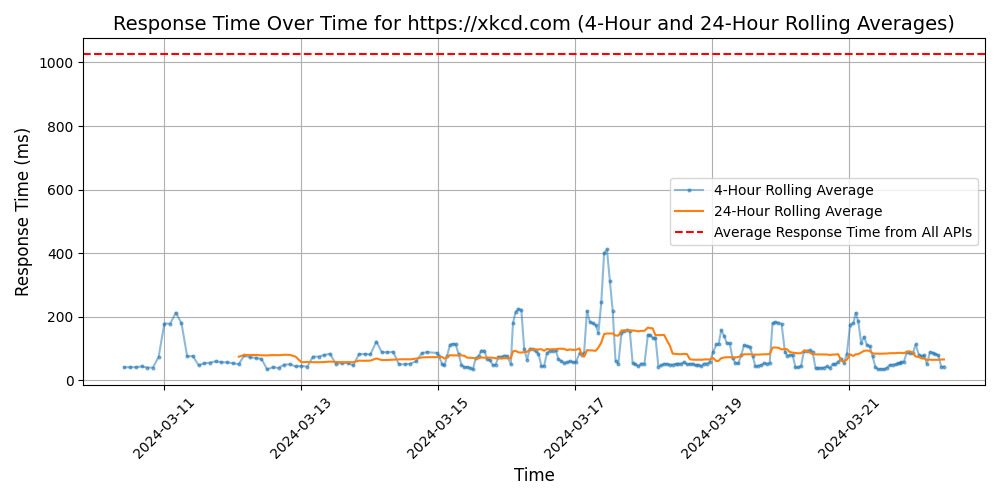 Response Time Over Time for https://xkcd.com (4-Hour and 24-Hour Rolling Averages)
Response Time (ms)
1000
800
600
400
200
0
4-Hour Rolling Average
24-Hour Rolling Average
Average Response Time from All APIs
2024-03-11
2024-03-13
2024-03-15
2024-03-17
2024-03-19
2024-03-21
Time